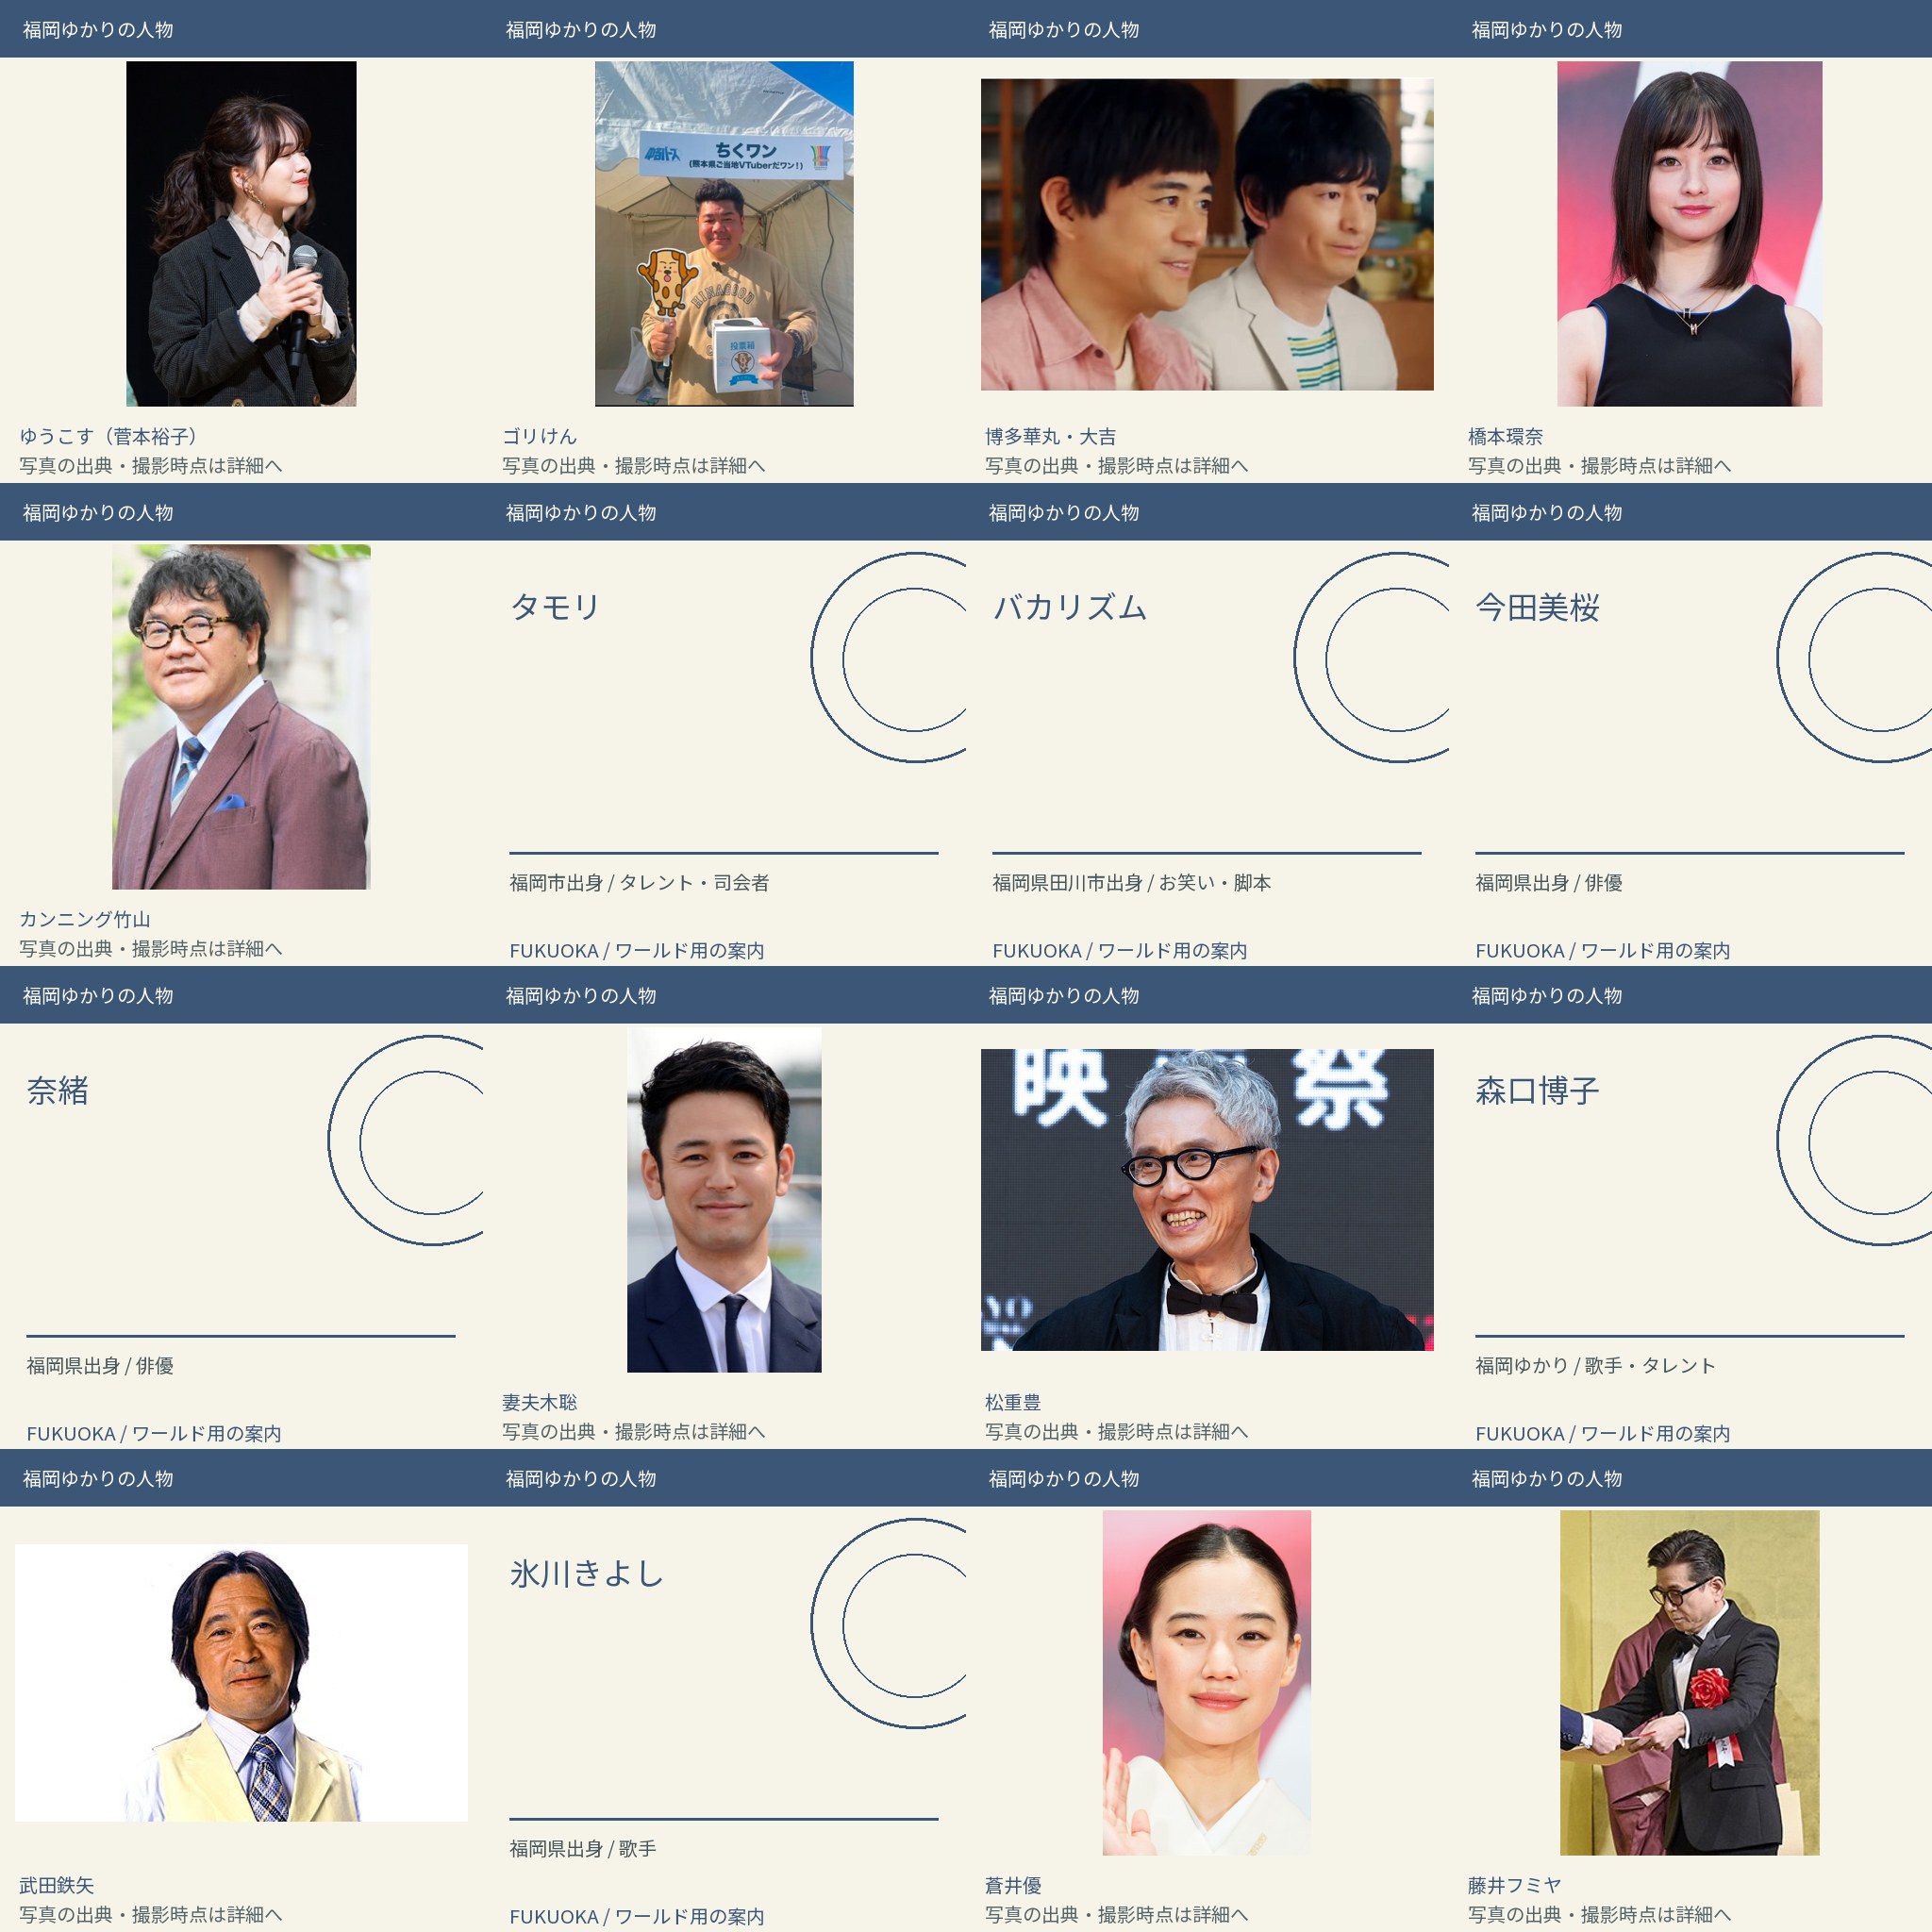 福岡ゆかりの人物
福岡ゆかりの人物
福岡ゆかりの人物
福岡ゆかりの人物
ちくワン
(熊本県ご当地VTuberだワン!)
投票箱
ゆうこす（菅本裕子）
写真の出典・撮影時点は詳細へ
ゴリけん
写真の出典・撮影時点は詳細へ
博多華丸・大吉
写真の出典・撮影時点は詳細へ
橋本環奈
写真の出典・撮影時点は詳細へ
福岡ゆかりの人物
福岡ゆかりの人物
福岡ゆかりの人物
福岡ゆかりの人物
カンニング竹山
写真の出典・撮影時点は詳細へ
タモリ
福岡市出身 / タレント・司会者
FUKUOKA / ワールド用の案内
バカリズム
福岡県田川市出身 / お笑い・脚本
FUKUOKA / ワールド用の案内
今田美桜
福岡県出身 / 俳優
FUKUOKA / ワールド用の案内
福岡ゆかりの人物
福岡ゆかりの人物
福岡ゆかりの人物
福岡ゆかりの人物
奈緒
福岡県出身 / 俳優
FUKUOKA / ワールド用の案内
妻夫木聡
写真の出典・撮影時点は詳細へ
映 祭
松重豊
写真の出典・撮影時点は詳細へ
森口博子
福岡ゆかり / 歌手・タレント
FUKUOKA / ワールド用の案内
福岡ゆかりの人物
福岡ゆかりの人物
福岡ゆかりの人物
福岡ゆかりの人物
武田鉄矢
写真の出典・撮影時点は詳細へ
氷川きよし
福岡県出身 / 歌手
FUKUOKA / ワールド用の案内
蒼井優
写真の出典・撮影時点は詳細へ
藤井フミヤ
写真の出典・撮影時点は詳細へ